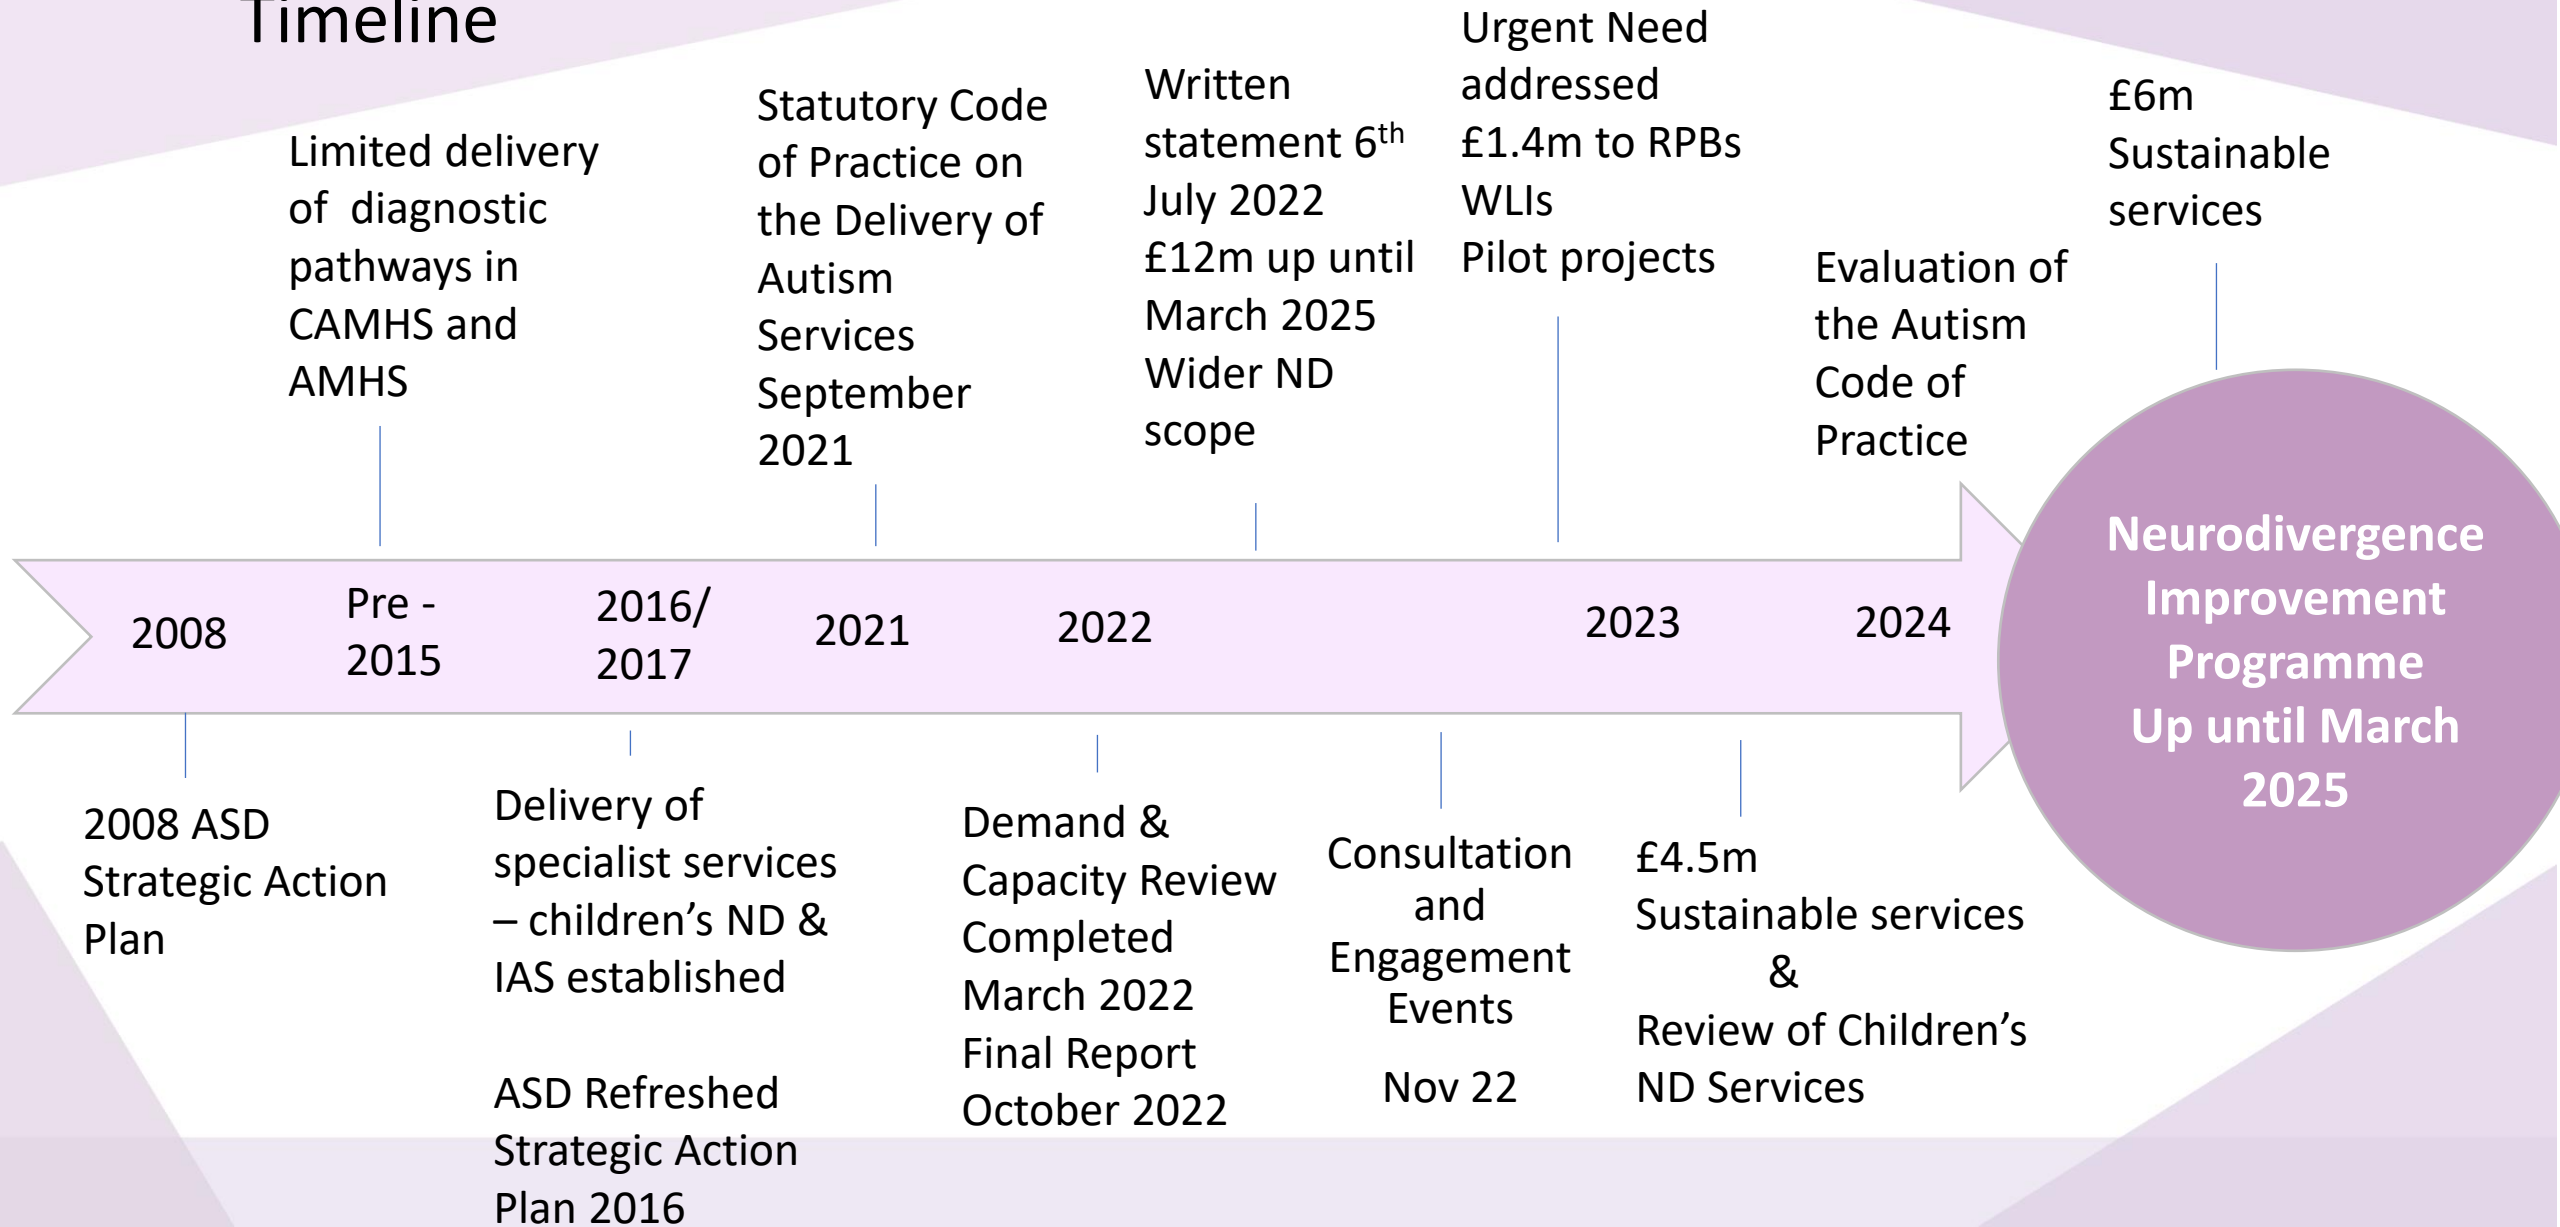 Timeline
Limited delivery
of diagnostic
pathways in
CAMHS and
AMHS
Statutory Code
of Practice on
the Delivery of
Autism
Services
September
2021
Written
statement 6th
July 2022
£12m up until
March 2025
Wider ND
scope
Urgent Need
addressed
£1.4m to RPBs
WLIs
Pilot projects
Evaluation of
the Autism
Code of
Practice
£6m
Sustainable
services
2008
Pre -
2015
2016/
2017
2021
2022
2023
2024
Neurodivergence
Improvement
Programme
Up until March
2025
2008 ASD
Strategic Action
Plan
Delivery of
specialist services
– children’s ND &
IAS established
ASD Refreshed
Strategic Action
Plan 2016
Demand &
Capacity Review
Completed
March 2022
Final Report
October 2022
Consultation
and
Engagement
Events
Nov 22
£4.5m
Sustainable services
&
Review of Children’s
ND Services